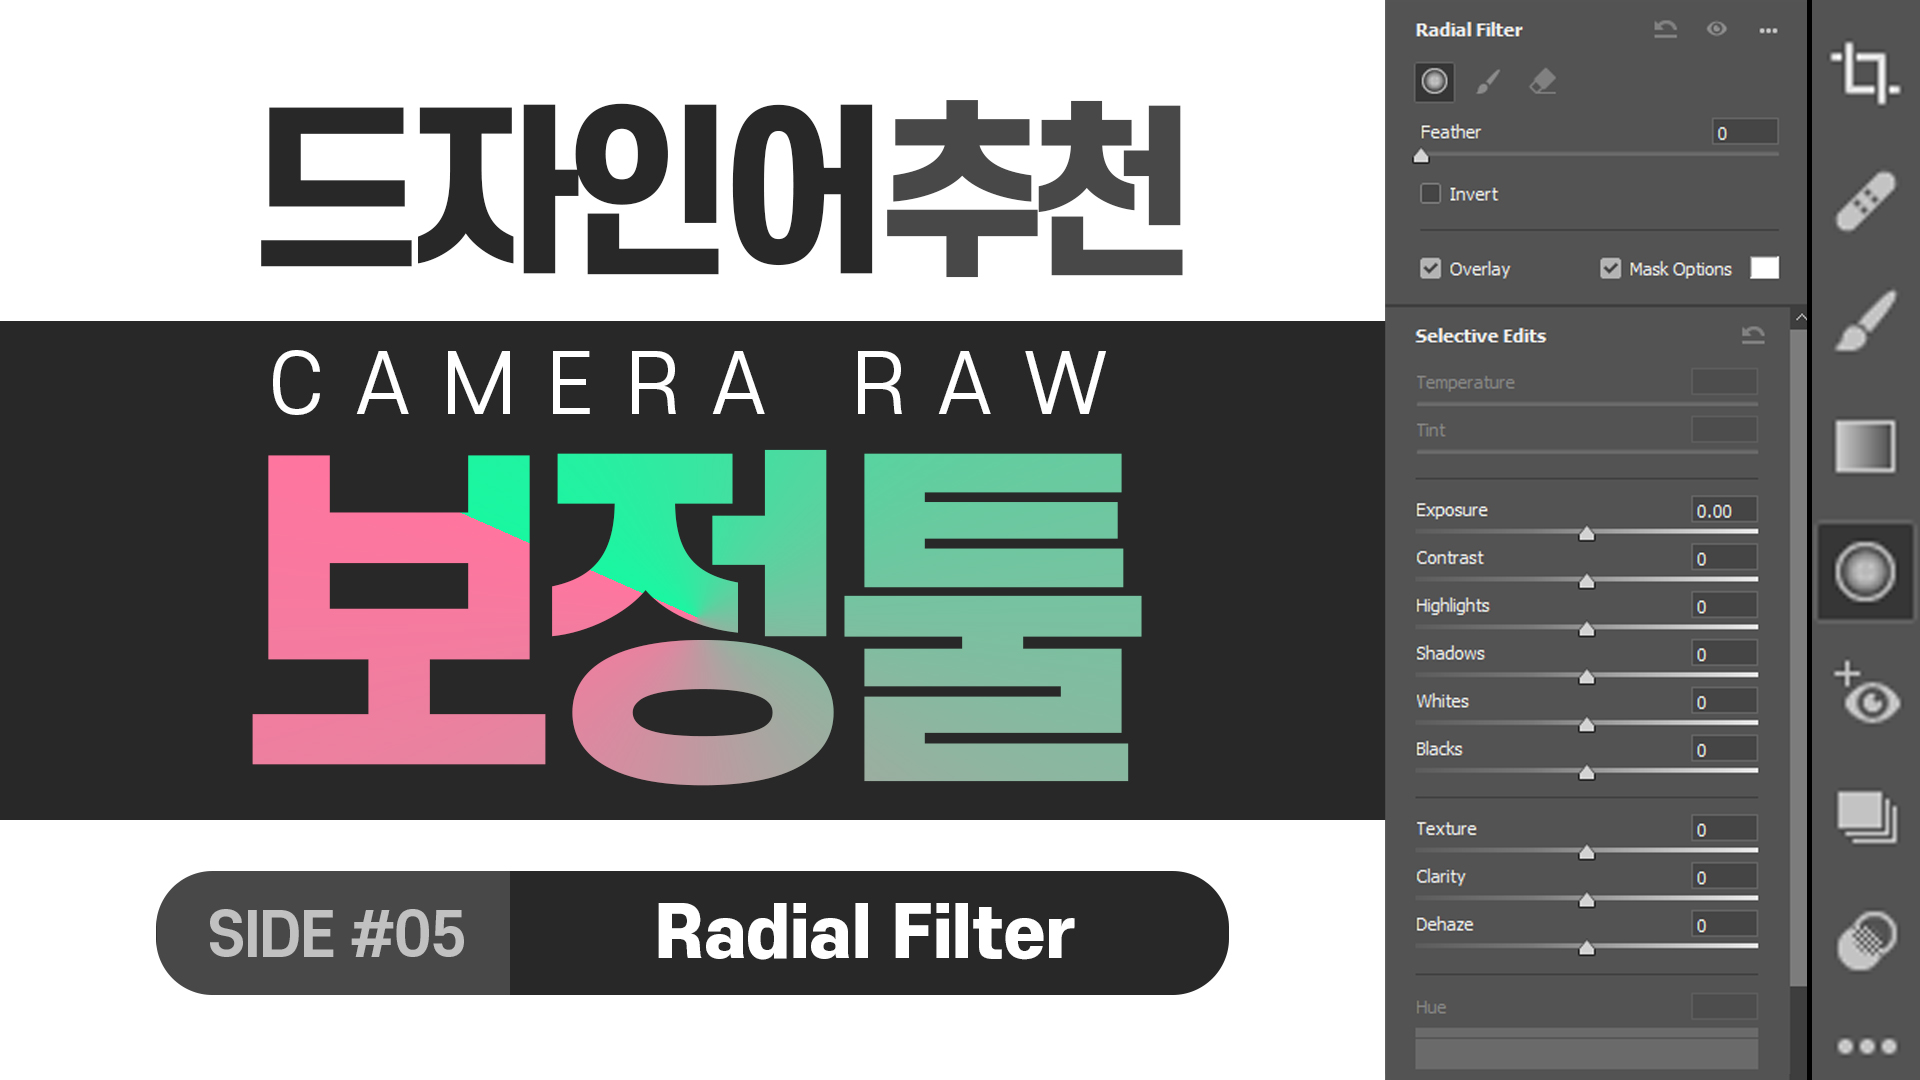 드자인어추천
CAMERA RAW
보정툴
SIDE #05
Radial Filter
Radial Filter
Feather 0
Invert
Overlay Mask Options
Selective Edits
Temperature
Tint
Exposure 0.00
Contrast 0
Highlights 0
Shadows 0
Whites 0
Blacks 0
Texture 0
Clarity 0
Dehaze 0
Hue